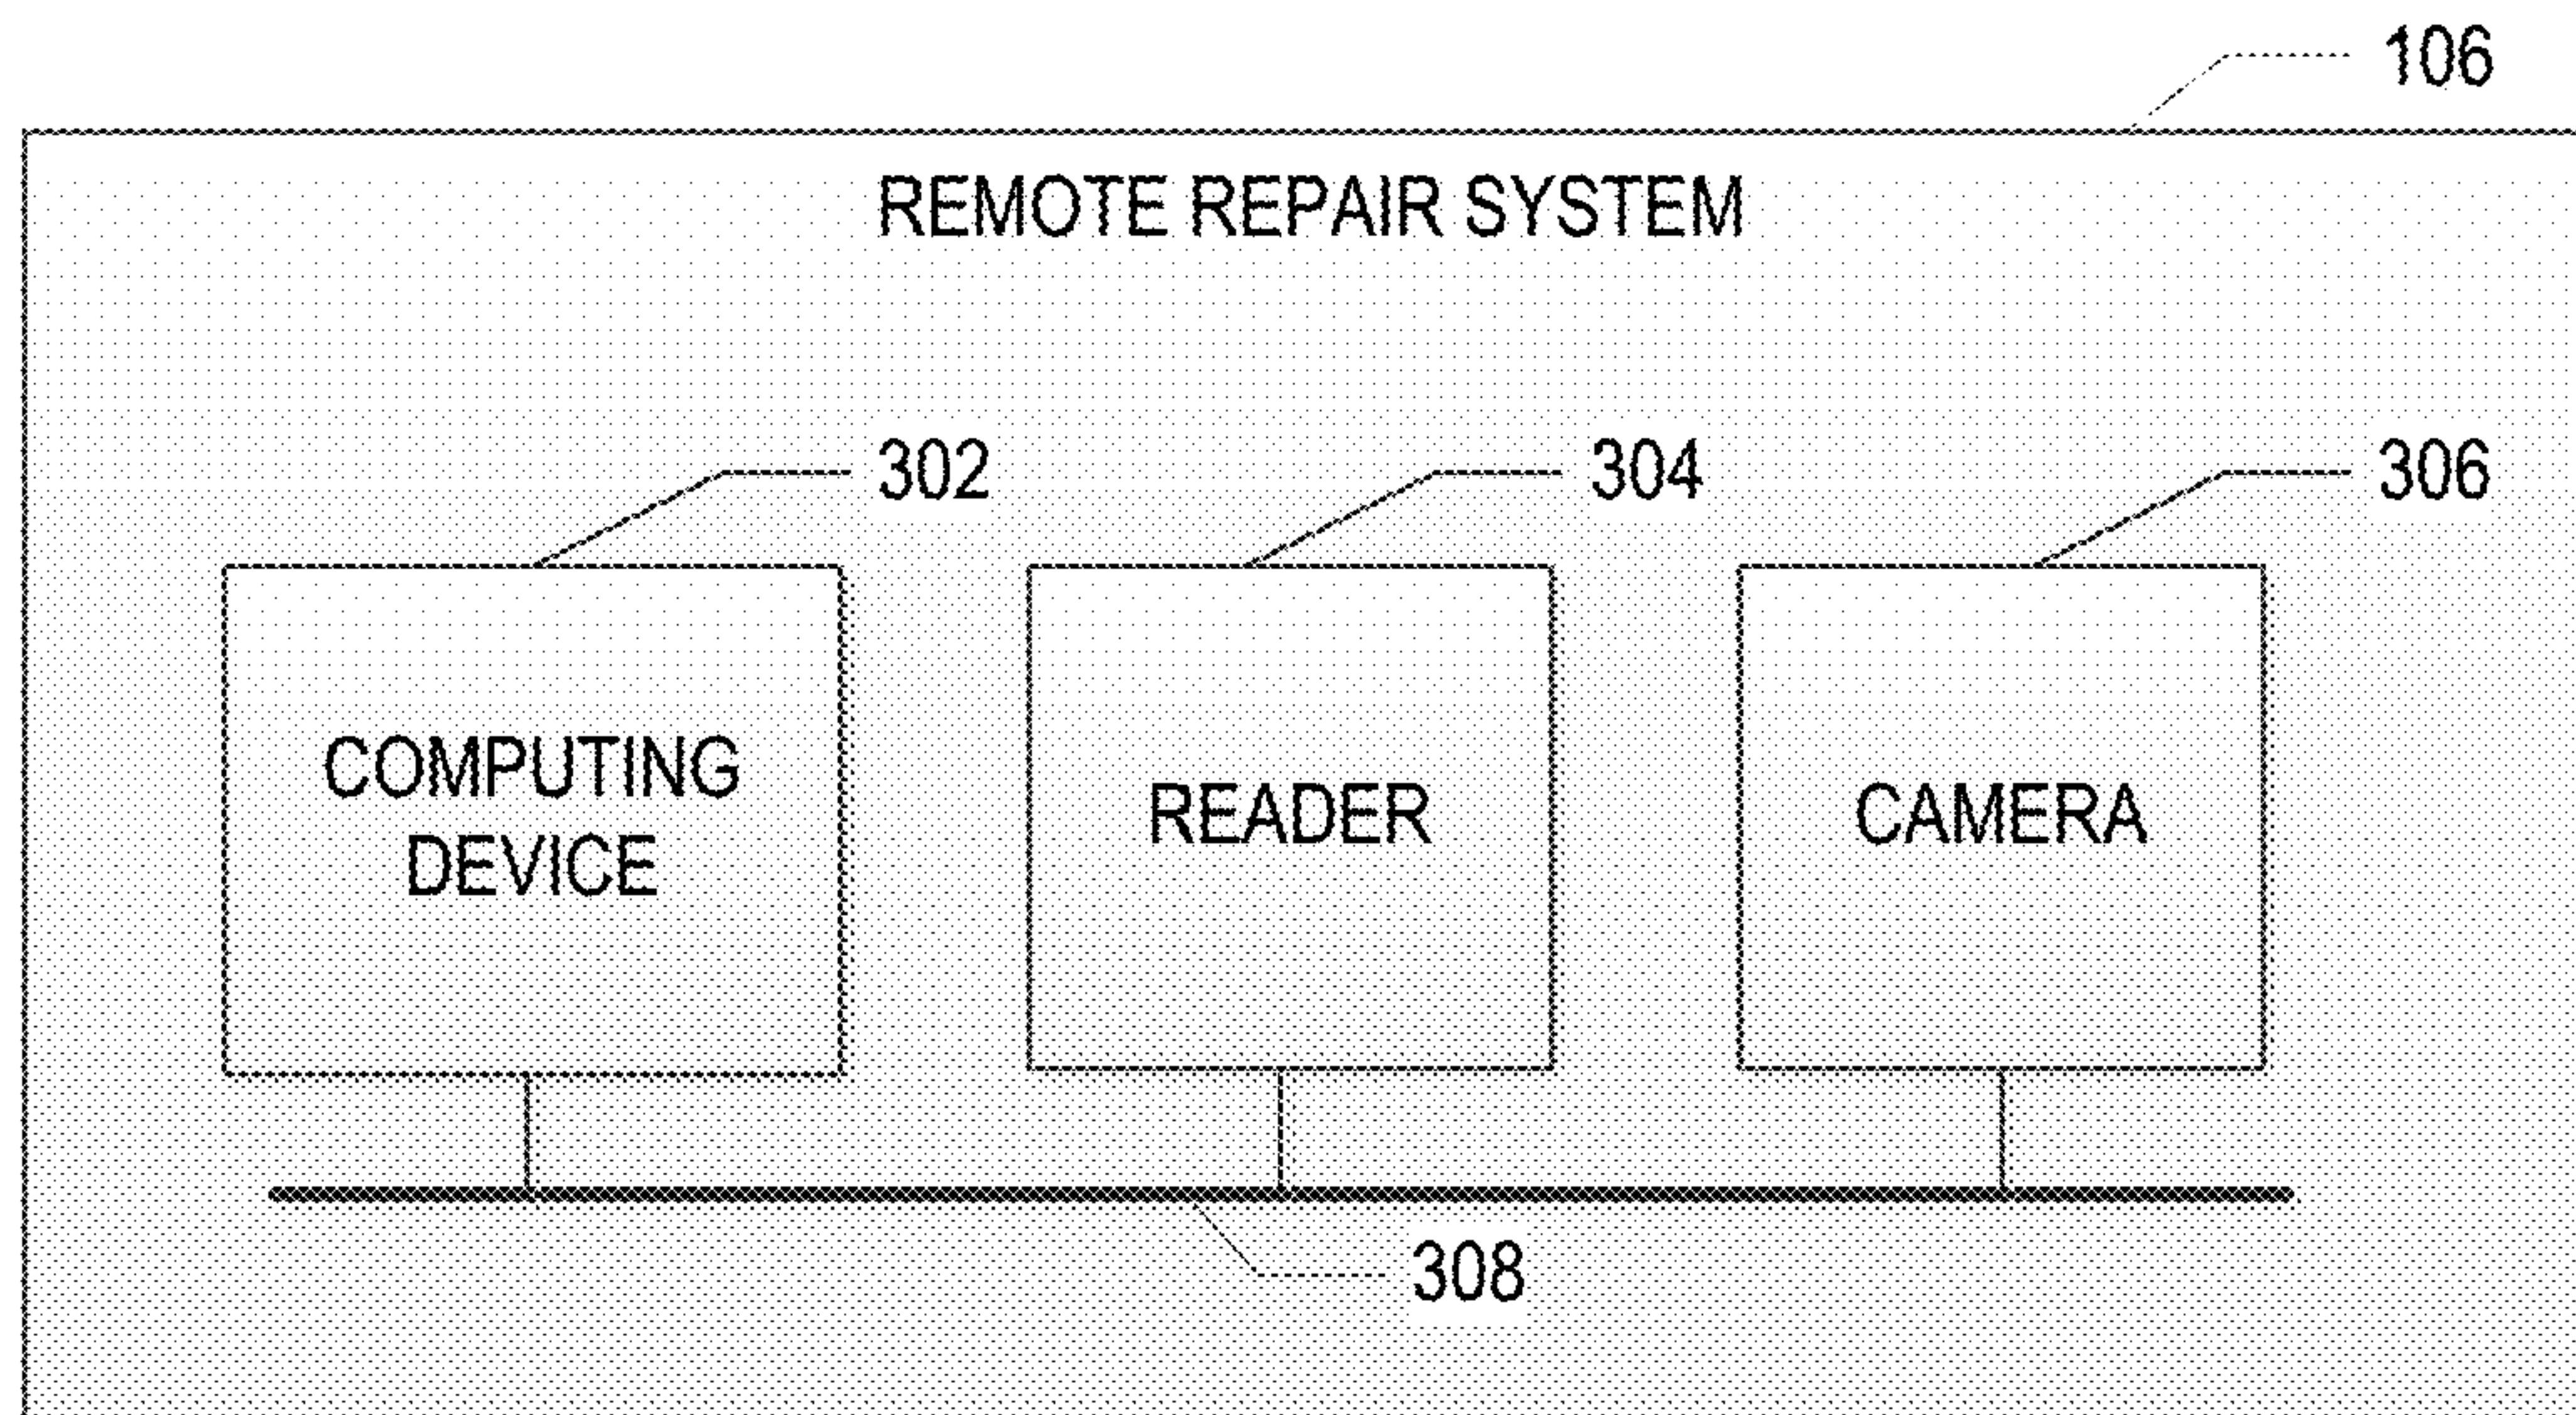 106
REMOTE REPAIR SYSTEM
302
304
306
COMPUTING
DEVICE
READER
CAMERA
308